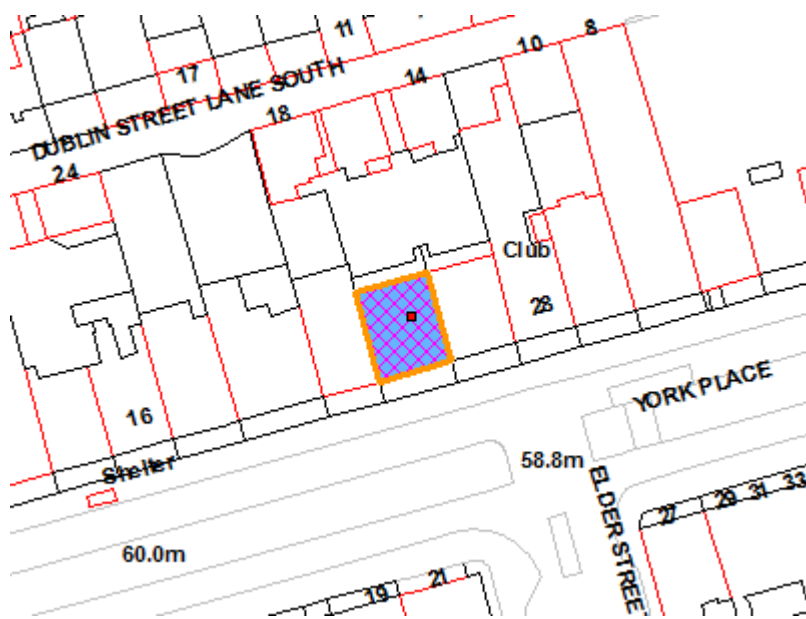 11
8
10
17
14
DUBLIN STREET LANE SOUTH
18
24
Club
28
YORK PLACE
16
Shelter
58.8m
ELDER STREET
33
31
29
27
60.0m
21
19